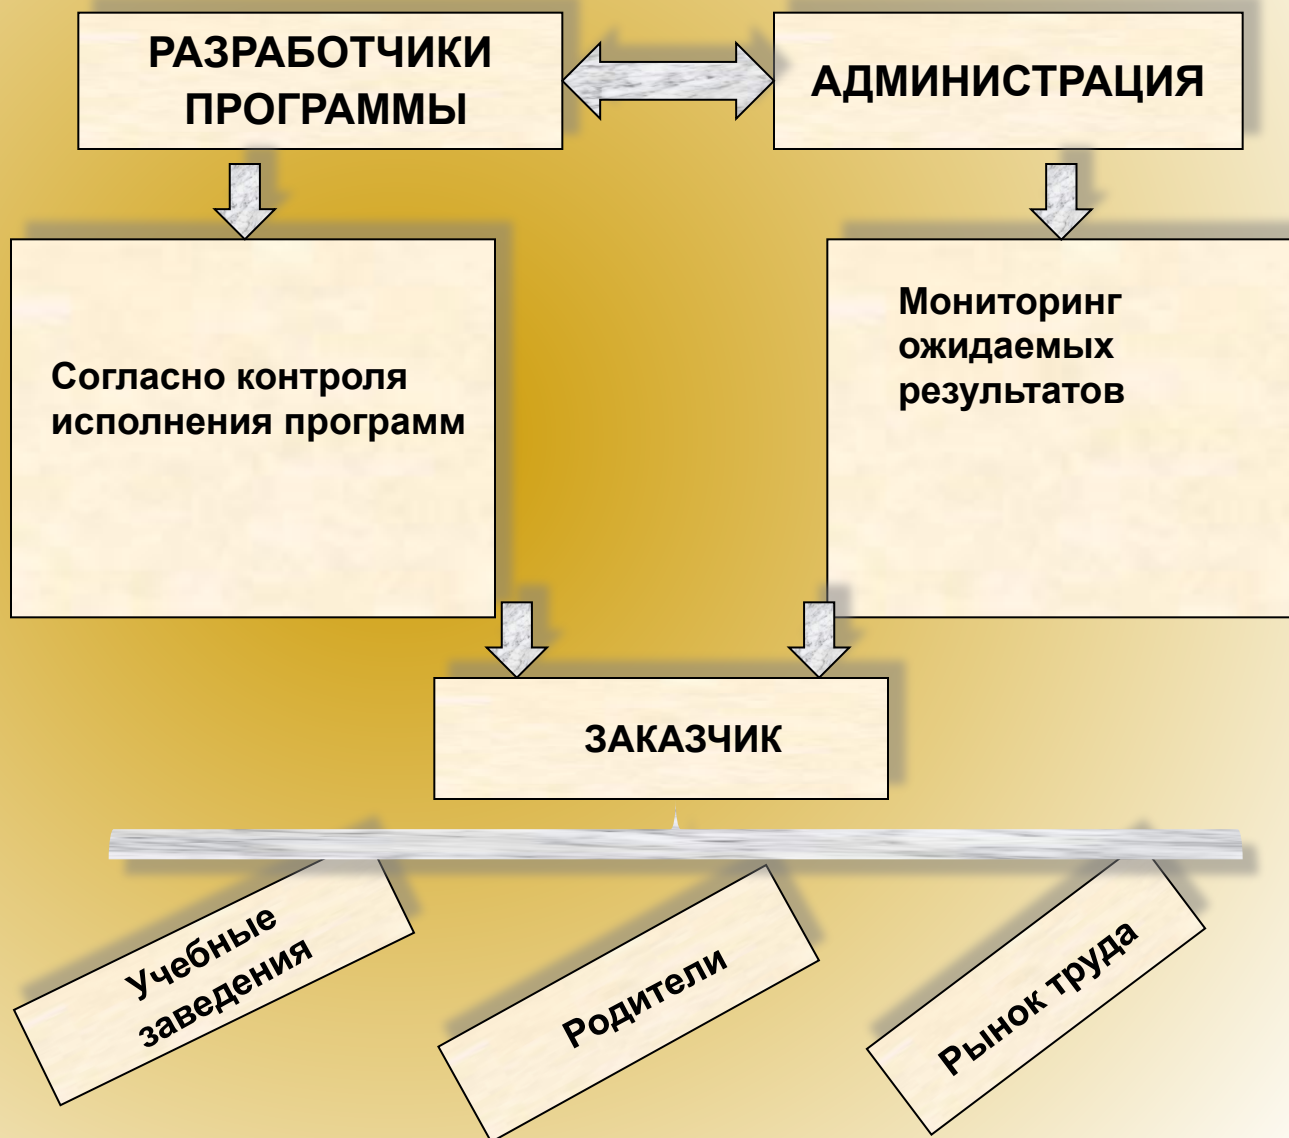 РАЗРАБОТЧИКИ
ПРОГРАММЫ
АДМИНИСТРАЦИЯ
Согласно контроля
исполнения программ
Мониторинг
ожидаемых
результатов
ЗАКАЗЧИК
Учебные
заведения
Родители
Рынок труда